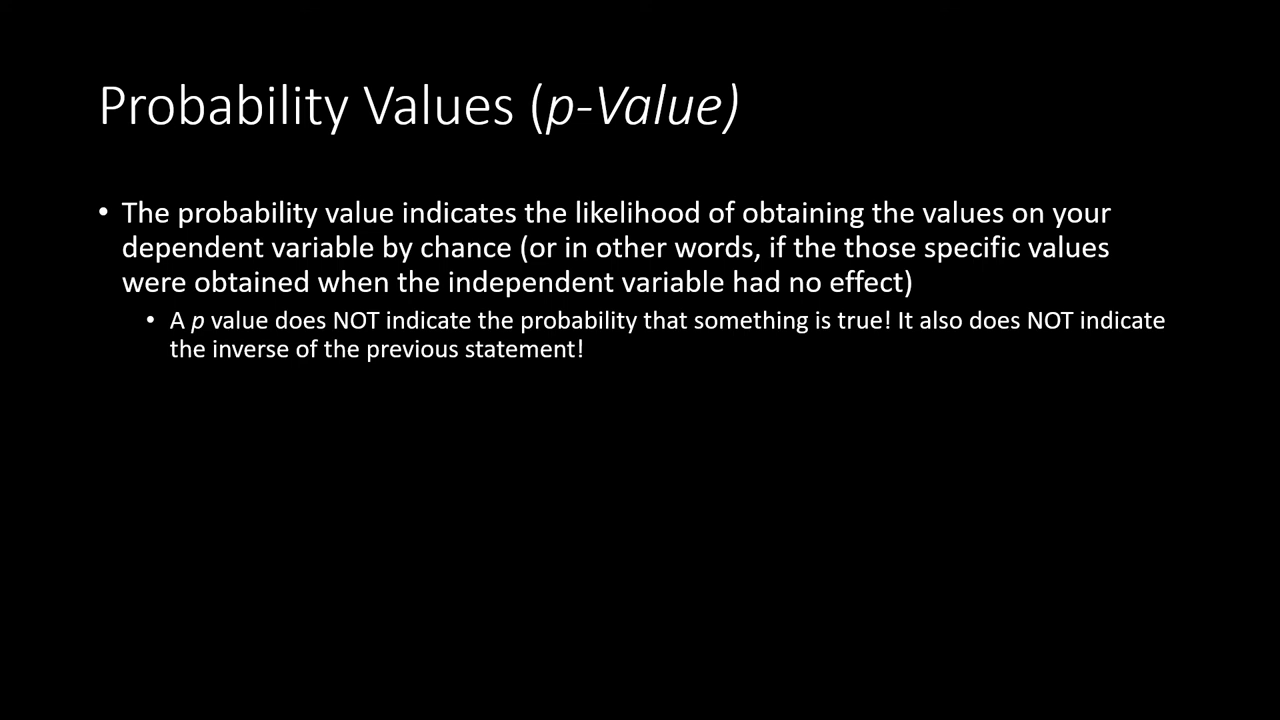 Probability Values (p-Value)
• The probability value indicates the likelihood of obtaining the values on your
dependent variable by chance (or in other words, if the those specific values
were obtained when the independent variable had no effect)
• A p value does NOT indicate the probability that something is true! It also does NOT indicate
the inverse of the previous statement!